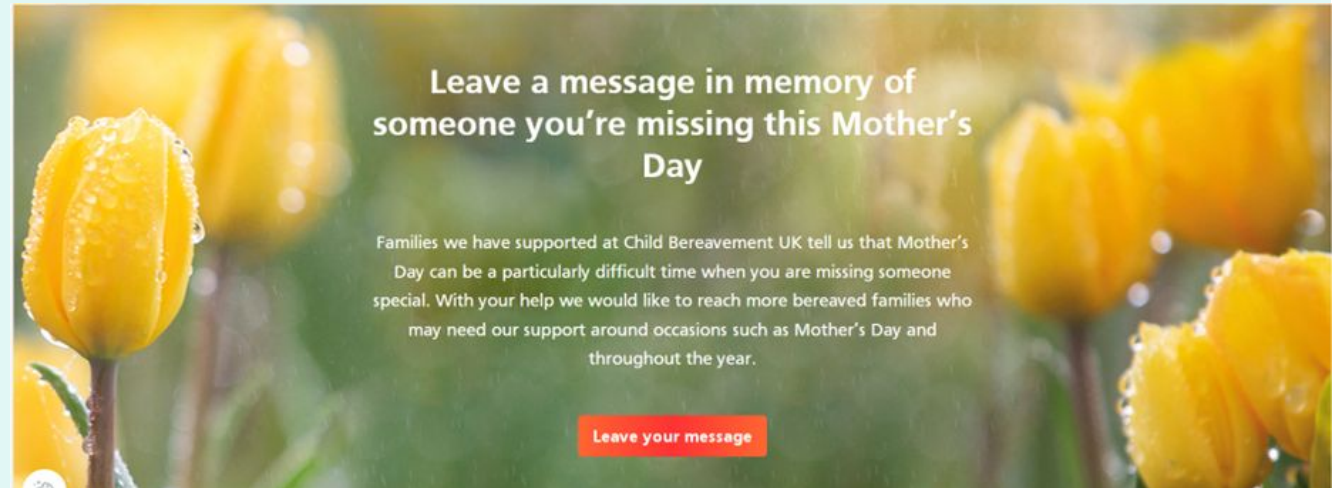 Leave a message in memory of
someone you're missing this Mother's
Day
Families we have supported at Child Bereavement UK tell us that Mother's
Day can be a particularly difficult time when you are missing someone
special. With your help we would like to reach more bereaved families who
may need our support around occasions such as Mother's Day and
throughout the year.
Leave your message